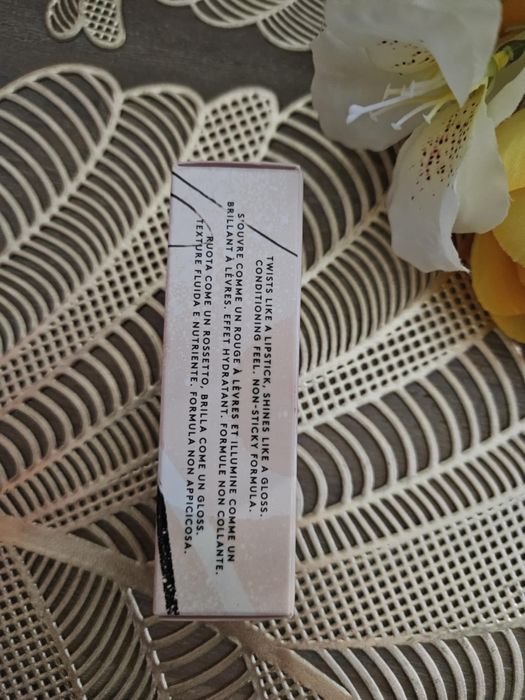 TWISTS LIKE A LIPSTICK, SHINES LIKE A GLOSS.
CONDITIONING FEEL. NON-STICKY FORMULA.
S'OUVRE COMME UN ROUGE À LÈVRES ET ILLUMINE COMME UN
BRILLANT À LÈVRES. EFFET HYDRATANT. FORMULE NON COLLANTE.
RUOTA COME UN ROSSETTO, BRILLA COME UN GLOSS.
TEXTURE FLUIDA E NUTRIENTE. FORMULA NON APPICICOSA.